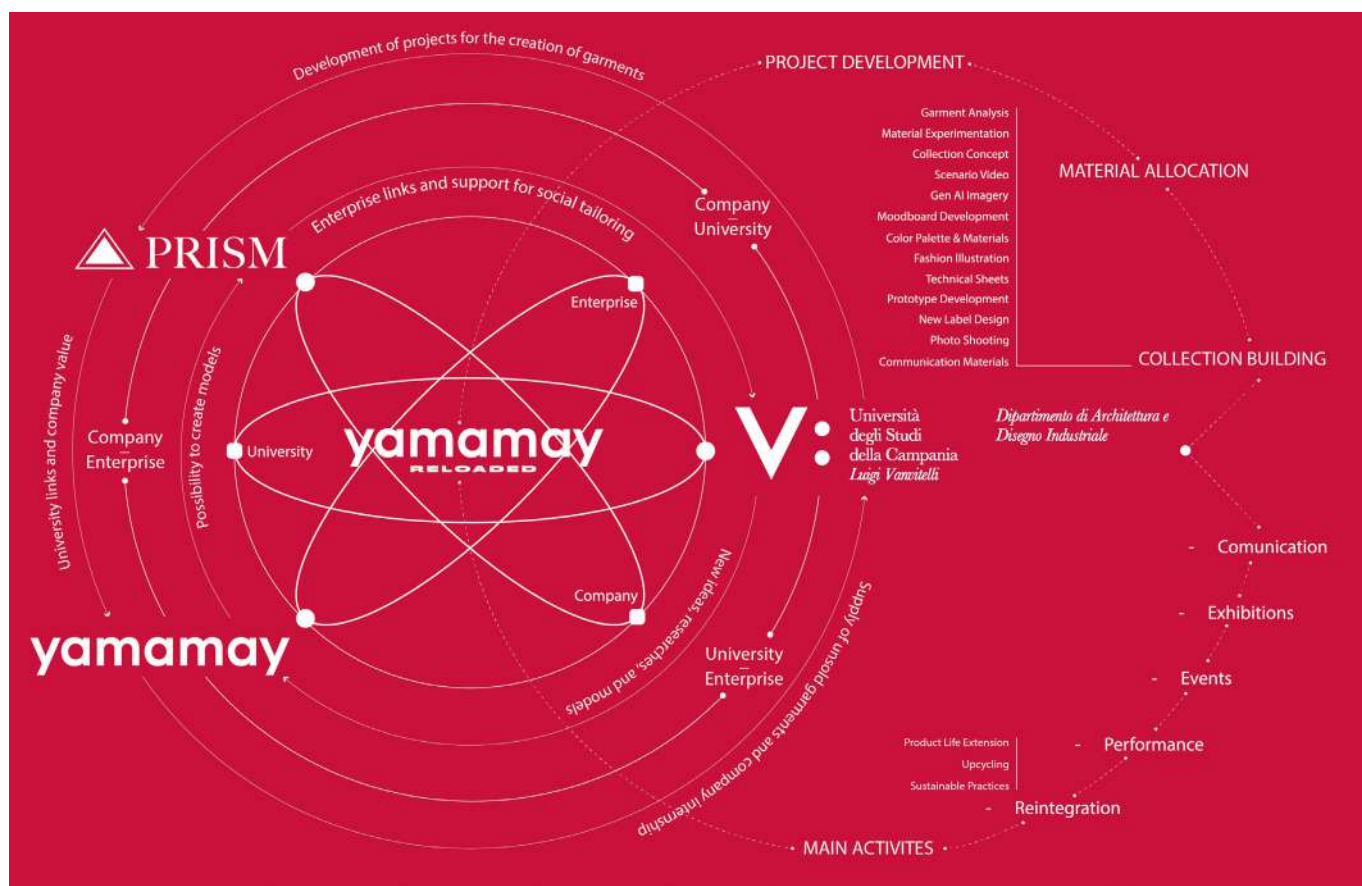 Development of projects for the creation of garments
PROJECT DEVELOPMENT
Garment Analysis
Material Experimentation
Collection Concept
Scenario Video
Gen AI Imagery
Moodboard Development
Color Palette & Materials
Fashion Illustration
Technical Sheets
Prototype Development
New Label Design
Photo Shooting
Communication Materials
MATERIAL ALLOCATION
COLLECTION BUILDING
Enterprise links and support for social tailoring
Company
–
University
PRISM
Enterprise
University links and company value
Company
–
Enterprise
Possibility to create models
University
yamamay
RELOADED
V:
Università
degli Studi
della Campania
Luigi Vanvitelli
Dipartimento di Architettura e
Disegno Industriale
Company
New ideas, researches, and models
University
–
Enterprise
Supply of unsold garments and company internship
yamamay
- Comunication
- Exhibitions
- Events
- Performance
Product Life Extension
Upcycling
Sustainable Practices
- Reintegration
MAIN ACTIVITES